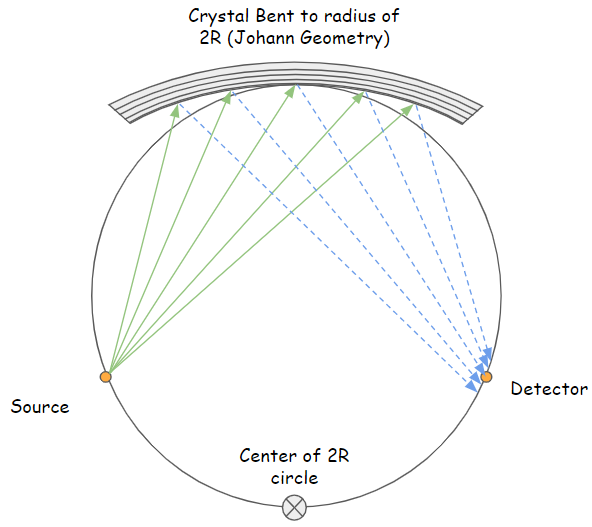 Crystal Bent to radius of
2R (Johann Geometry)
Source
Detector
Center of 2R
circle